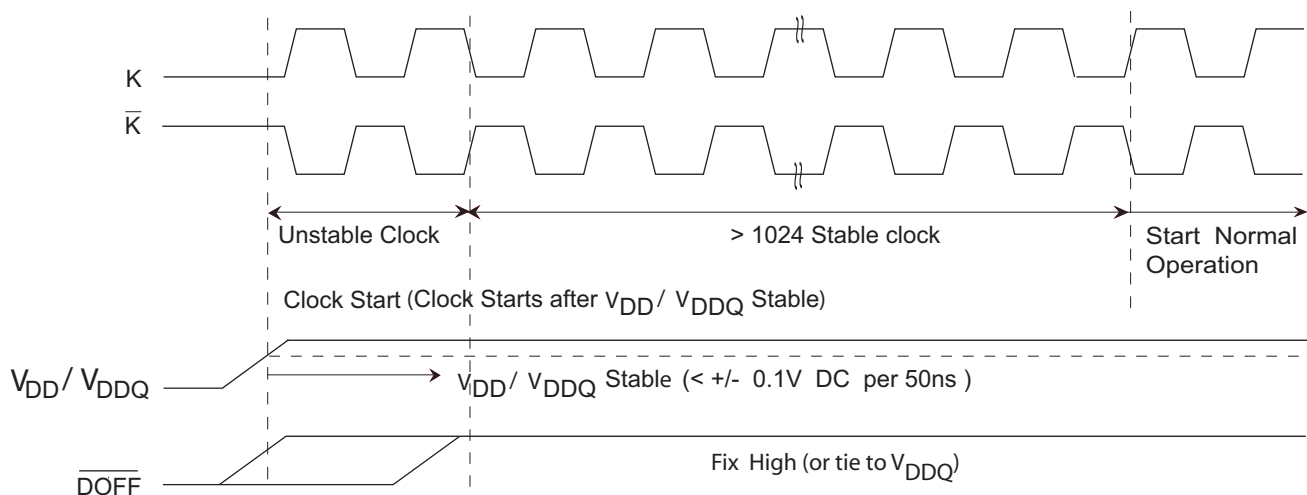 K
K̅
Unstable Clock
> 1024 Stable clock
Start Normal
Operation
Clock Start (Clock Starts after VDD / VDDQ Stable)
VDD / VDDQ
VDD / VDDQ Stable (< +/- 0.1V DC per 50ns )
D̅O̅F̅F̅
Fix High (or tie to VDDQ)